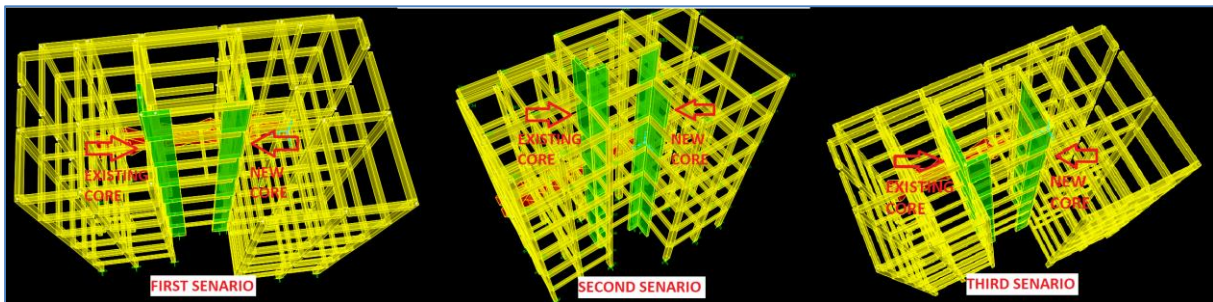 EXISTING
CORE
NEW
CORE
FIRST SENARIO
EXISTING
CORE
NEW
CORE
SECOND SENARIO
EXISTING
CORE
NEW
CORE
THIRD SENARIO